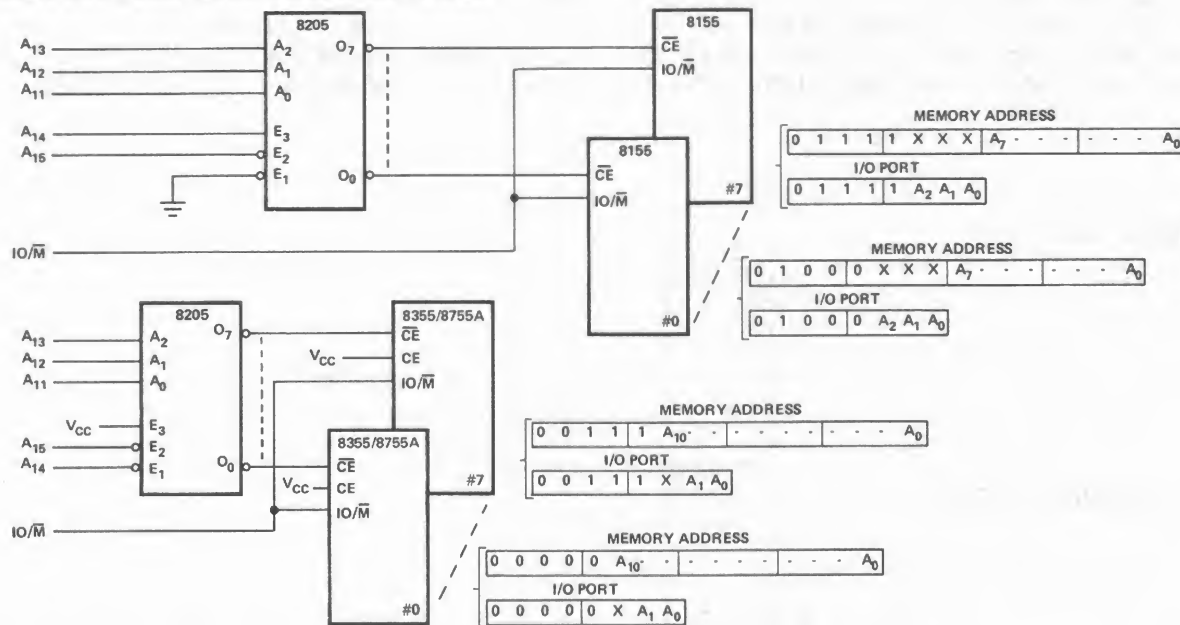 8205
A13
A12
A11
A14
A15
A2
A1
A0
E3
E2
E1
O7
O0
IO/M̅
8155
C̅E̅
IO/M̅
#7
8155
C̅E̅
IO/M̅
#0
MEMORY ADDRESS
0 1 1 1 1 X X X A7 - - - - - - A0
I/O PORT
0 1 1 1 1 A2 A1 A0
MEMORY ADDRESS
0 1 0 0 0 X X X A7 - - - - - - A0
I/O PORT
0 1 0 0 0 A2 A1 A0
8205
A13
A12
A11
VCC
A15
A14
A2
A1
A0
E3
E2
E1
O7
O0
IO/M̅
8355/8755A
C̅E̅
VCC
CE
IO/M̅
#7
8355/8755A
C̅E̅
VCC
CE
IO/M̅
#0
MEMORY ADDRESS
0 0 1 1 1 A10 - - - - - - - - - A0
I/O PORT
0 0 1 1 1 X A1 A0
MEMORY ADDRESS
0 0 0 0 0 A10 - - - - - - - - - A0
I/O PORT
0 0 0 0 0 X A1 A0